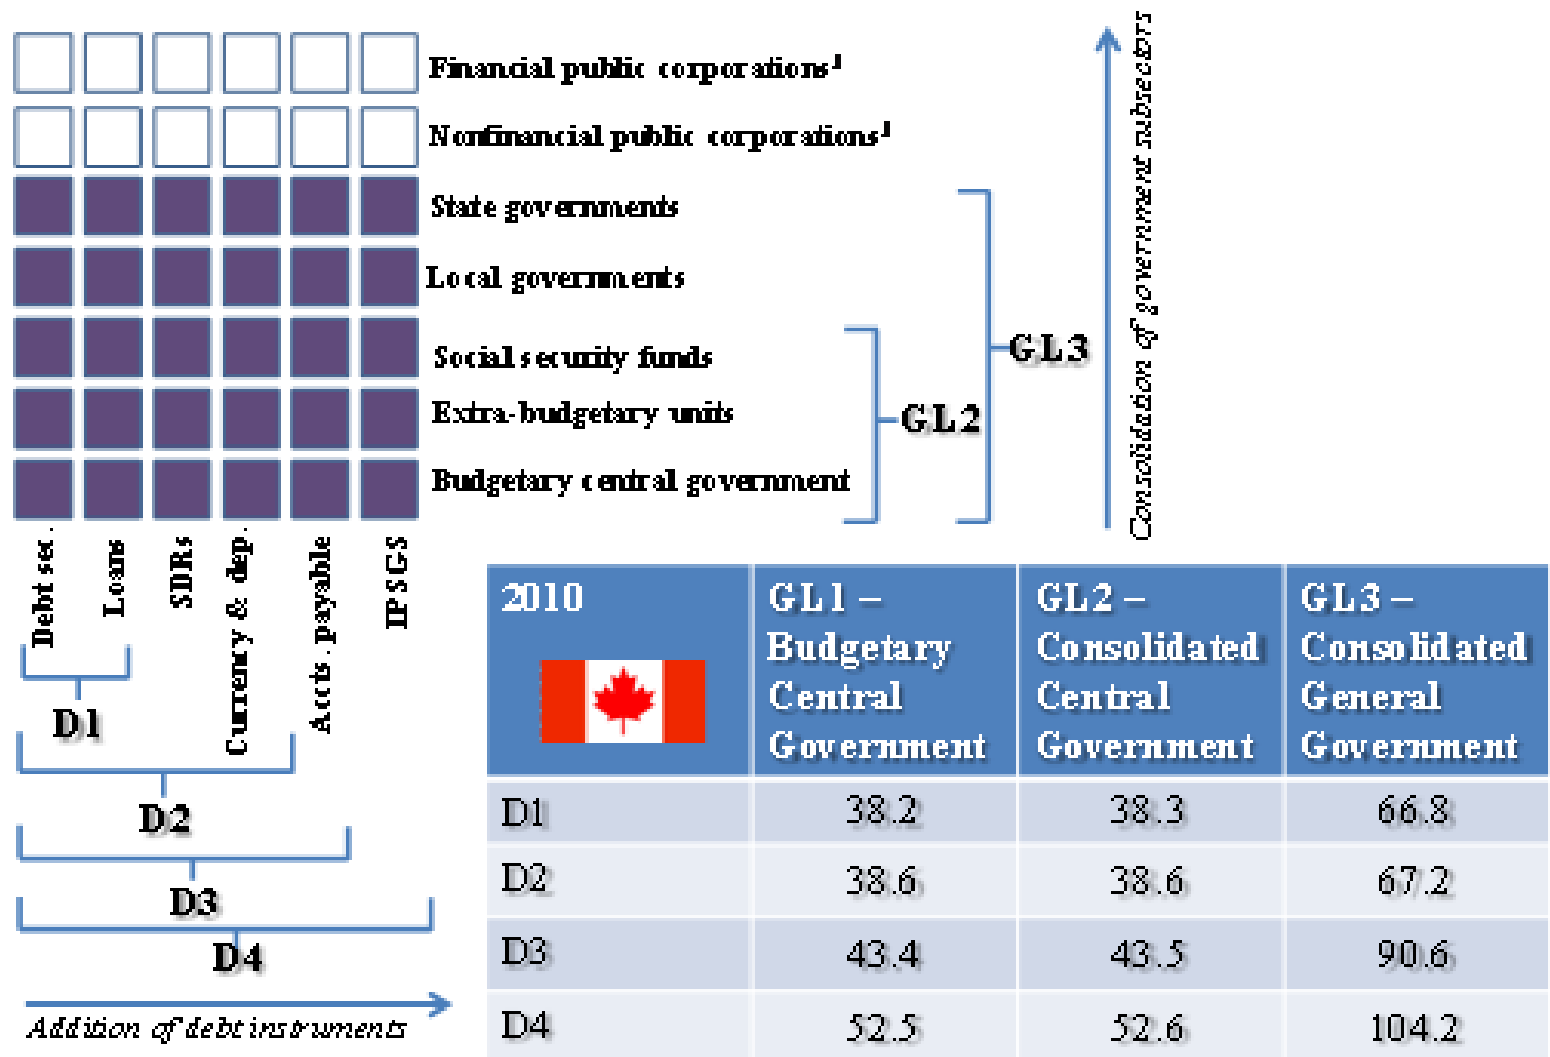 Financial public corporations¹
Nonfinancial public corporations¹
State governments
Local governments
Social security funds
Extra-budgetary units
Budgetary central government
GL2
GL3
Consolidation of government subsectors
Debt sec.
Loans
SDRs
Currency & dep.
Accts. payable
IPSGS
D1
D2
D3
D4
Addition of debt instruments
2010
GL1 –
Budgetary
Central
Government
GL2 –
Consolidated
Central
Government
GL3 –
Consolidated
General
Government
D1 38.2 38.3 66.8
D2 38.6 38.6 67.2
D3 43.4 43.5 90.6
D4 52.5 52.6 104.2